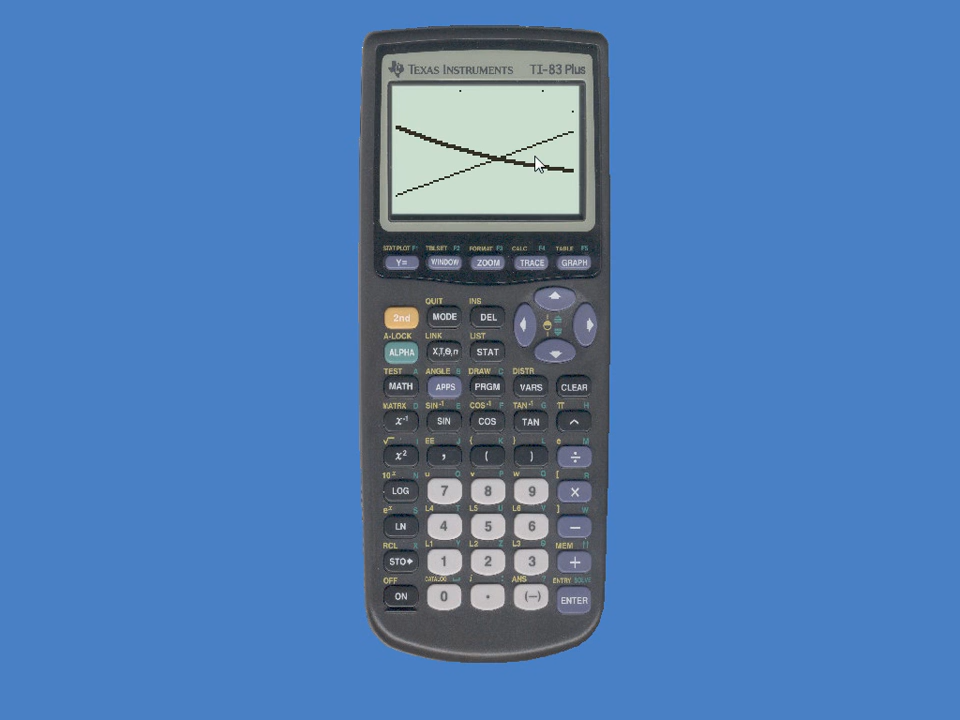 TEXAS INSTRUMENTS TI-83 Plus
STAT PLOT F1 TBLSET F2 FORMAT F3 CALC F4 TABLE F5
Y= WINDOW ZOOM TRACE GRAPH
QUIT INS
2nd MODE DEL
A-LOCK LINK LIST
ALPHA X,T,Θ,n STAT
TEST A ANGLE B DRAW C DISTR
MATH APPS PRGM VARS CLEAR
MATRX D SIN⁻¹ E COS⁻¹ F TAN⁻¹ G π H
X⁻¹ SIN COS TAN ^
√ I EE J { K } L e M
X² , ( ) ÷
10ˣ N u O v P w Q [ R
LOG 7 8 9 ×
eˣ S L4 T L5 U L6 V ] W
LN 4 5 6 −
RCL X L1 Y L2 Z L3 MEM
STO 1 2 3 +
OFF CATALOG i : ANS ? ENTRY SOLVE
ON 0 . (−) ENTER